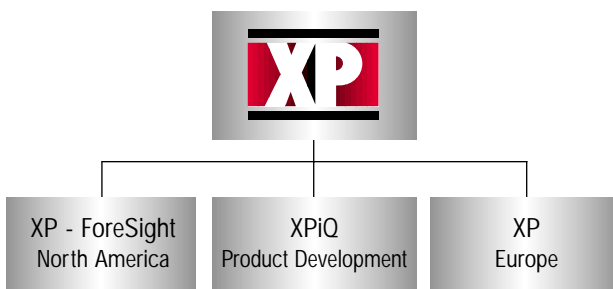 XP
XP - ForeSight
North America
XPiQ
Product Development
XP
Europe